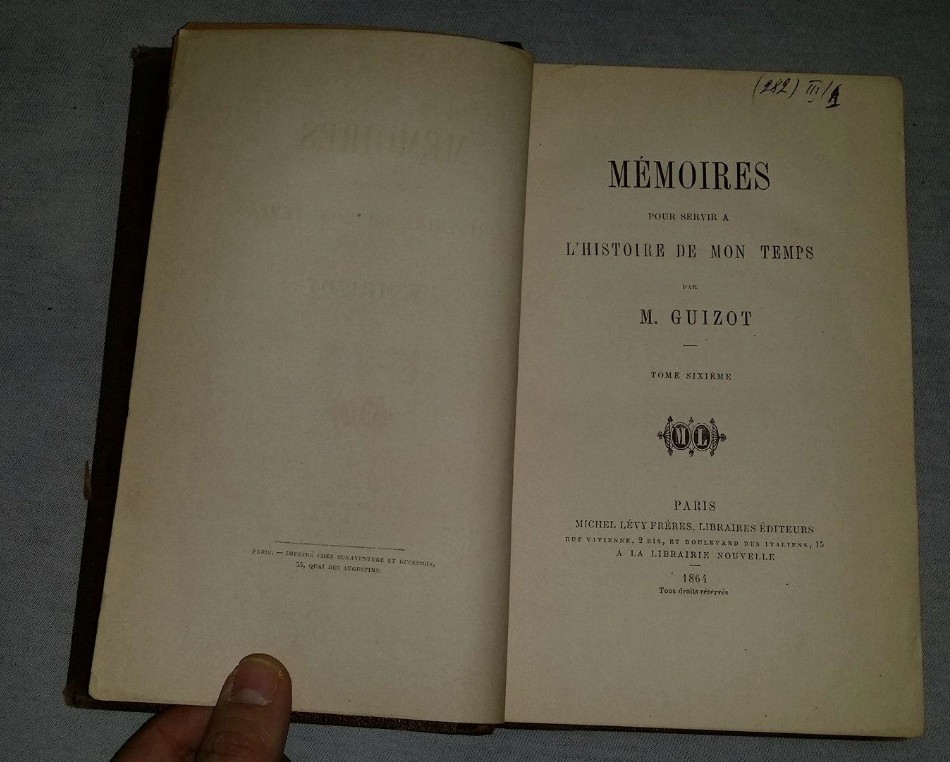 PARIS. — IMPRIMÉ CHEZ BONAVENTURE ET DUCESSOIS,
55, QUAI DES AUGUSTINS.
(282) III/
MÉMOIRES
POUR SERVIR A
L'HISTOIRE DE MON TEMPS
PAR
M. GUIZOT
TOME SIXIÈME
ML
PARIS
MICHEL LÉVY FRÈRES, LIBRAIRES ÉDITEURS
RUE VIVIENNE, 2 BIS, ET BOULEVARD DES ITALIENS, 15
A LA LIBRAIRIE NOUVELLE
1864
Tous droits réservés